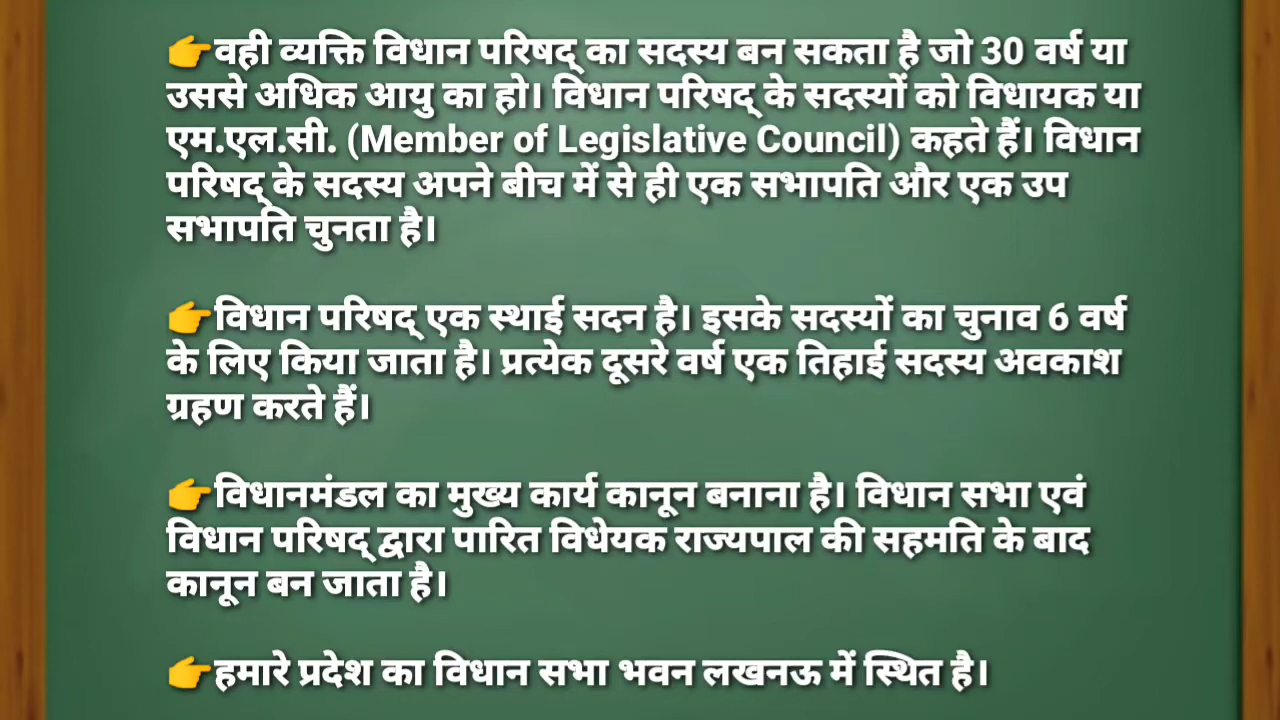 👉वही व्यक्ति विधान परिषद् का सदस्य बन सकता है जो 30 वर्ष या
उससे अधिक आयु का हो। विधान परिषद् के सदस्यों को विधायक या
एम.एल.सी. (Member of Legislative Council) कहते हैं। विधान
परिषद् के सदस्य अपने बीच में से ही एक सभापति और एक उप
सभापति चुनता है।
👉विधान परिषद् एक स्थाई सदन है। इसके सदस्यों का चुनाव 6 वर्ष
के लिए किया जाता है। प्रत्येक दूसरे वर्ष एक तिहाई सदस्य अवकाश
ग्रहण करते हैं।
👉विधानमंडल का मुख्य कार्य कानून बनाना है। विधान सभा एवं
विधान परिषद् द्वारा पारित विधेयक राज्यपाल की सहमति के बाद
कानून बन जाता है।
👉हमारे प्रदेश का विधान सभा भवन लखनऊ में स्थित है।